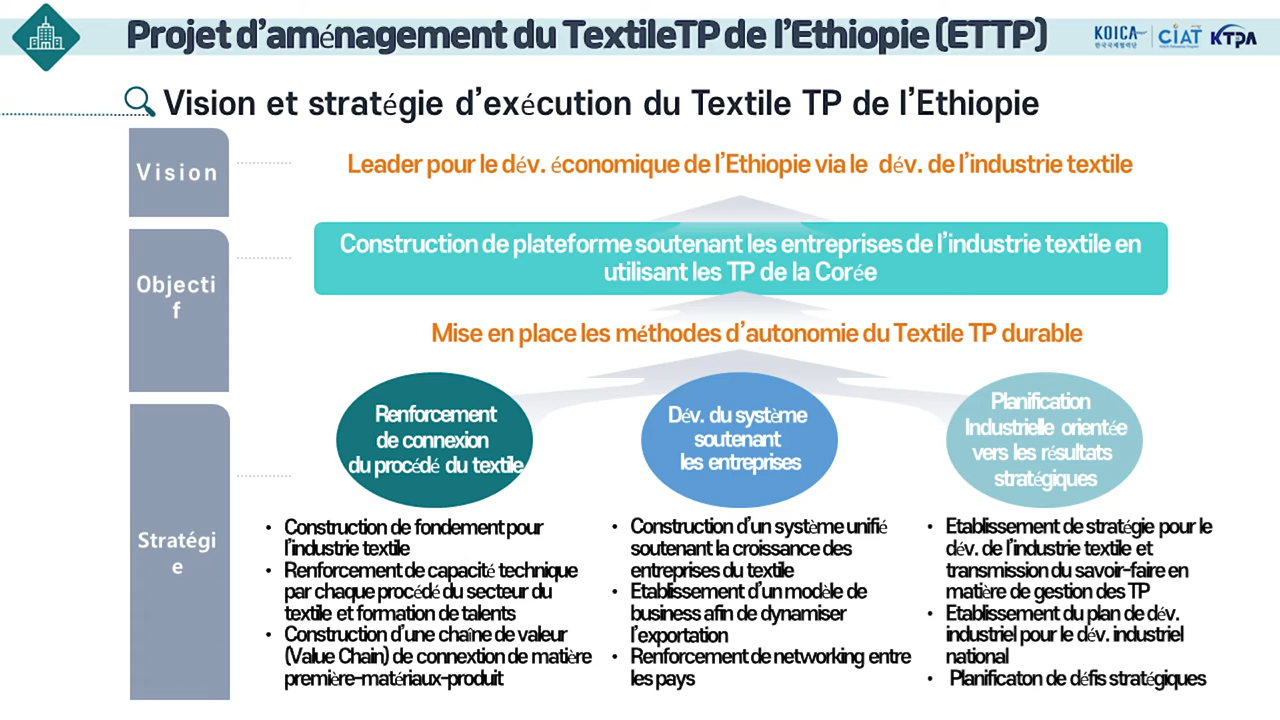 Projet d'aménagement du TextileTP de l'Ethiopie (ETTP)
KOICA
한국국제협력단
CIAT
KTPA
Vision et stratégie d'exécution du Textile TP de l'Ethiopie
Vision
Leader pour le dév. économique de l'Ethiopie via le dév. de l'industrie textile
Objecti
f
Construction de plateforme soutenant les entreprises de l'industrie textile en
utilisant les TP de la Corée
Mise en place les méthodes d'autonomie du Textile TP durable
Stratégi
e
Renforcement
de connexion
du procédé du textile
Dév. du système
soutenant
les entreprises
Planification
Industrielle orientée
vers les résultats
stratégiques
• Construction de fondement pour
l'industrie textile
• Renforcement de capacité technique
par chaque procédé du secteur du
textile et formation de talents
• Construction d'une chaîne de valeur
(Value Chain) de connextion de matière
première-matériaux-produit
• Construction d'un système unifié
soutenant la croissance des
entreprises du textile
• Etablissement d'un modèle de
business afin de dynamiser
l'exportation
• Renforcement de networking entre
les pays
• Etablissement de stratégie pour le
dév. de l'industrie textile et
transmission du savoir-faire en
matière de gestion des TP
• Etablissement du plan de dév.
industriel pour le dév. industriel
national
• Planificaton de défis stratégiques